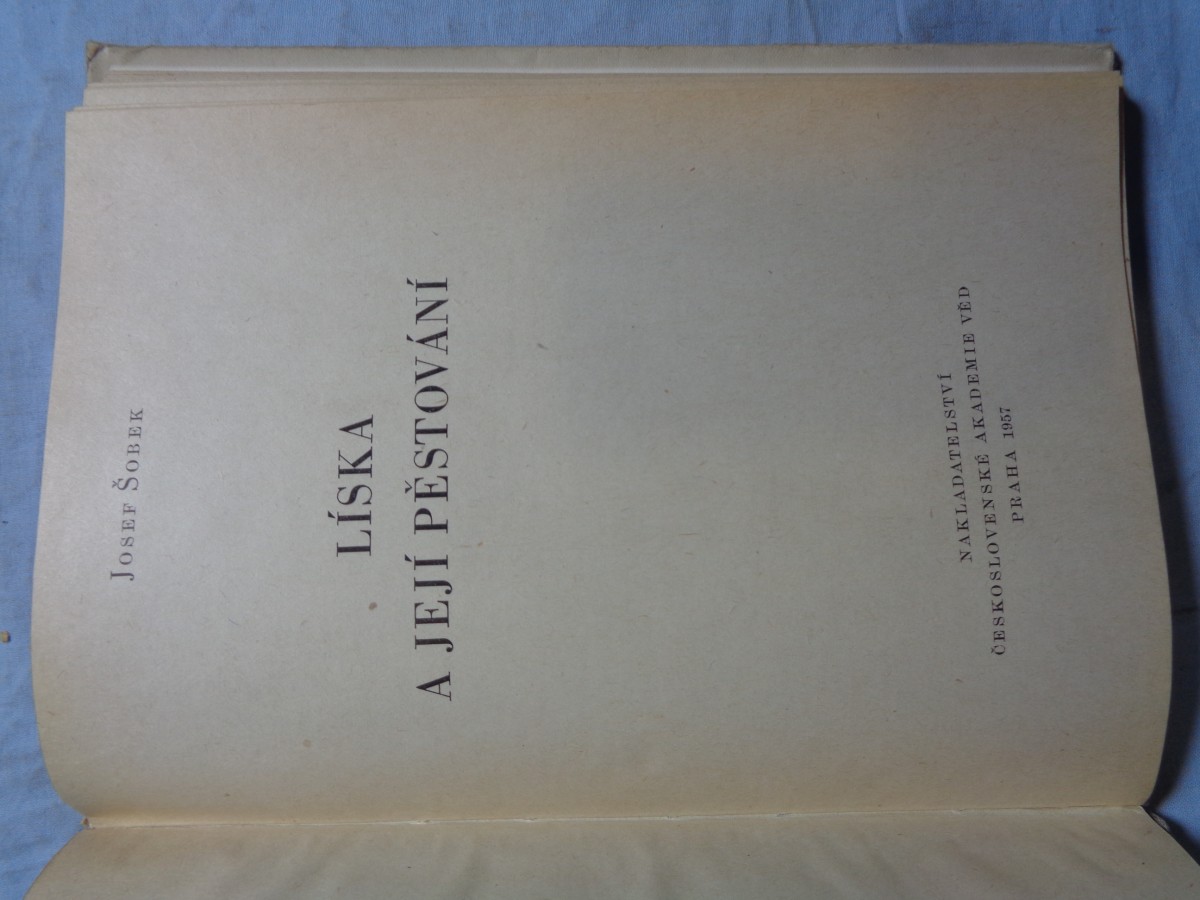 Josef Šobek
LÍSKA
A JEJÍ PĚSTOVÁNÍ
NAKLADATELSTVÍ
ČESKOSLOVENSKÉ AKADEMIE VĚD
PRAHA 1957